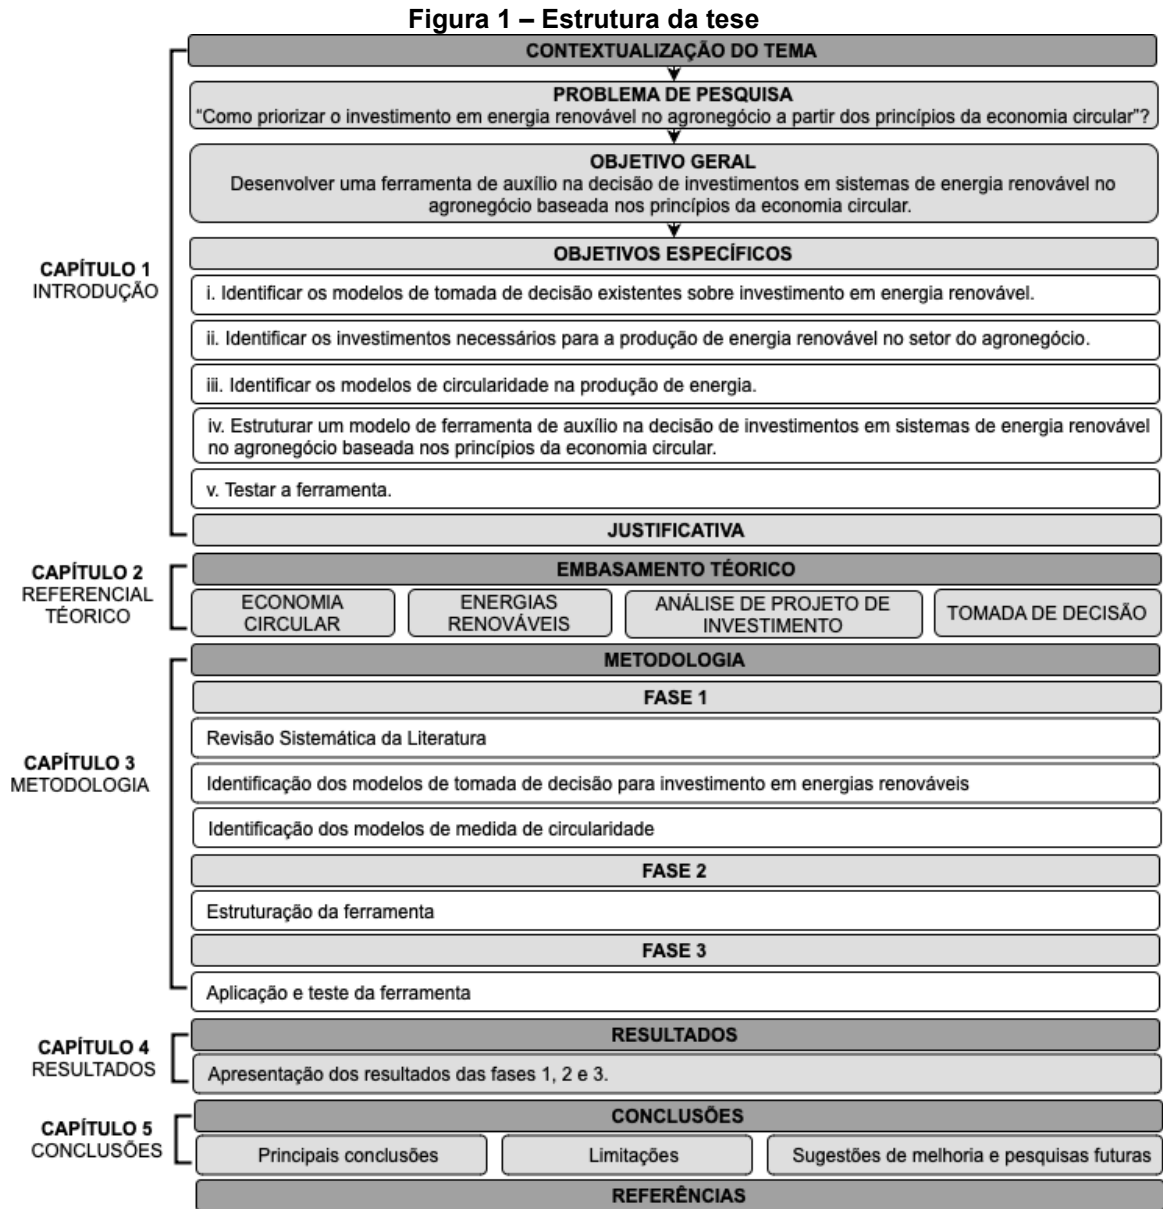 Figura 1 – Estrutura da tese
CONTEXTUALIZAÇÃO DO TEMA
PROBLEMA DE PESQUISA
“Como priorizar o investimento em energia renovável no agronegócio a partir dos princípios da economia circular”?
OBJETIVO GERAL
Desenvolver uma ferramenta de auxílio na decisão de investimentos em sistemas de energia renovável no
agronegócio baseada nos princípios da economia circular.
OBJETIVOS ESPECÍFICOS
CAPÍTULO 1
INTRODUÇÃO
i. Identificar os modelos de tomada de decisão existentes sobre investimento em energia renovável.
ii. Identificar os investimentos necessários para a produção de energia renovável no setor do agronegócio.
iii. Identificar os modelos de circularidade na produção de energia.
iv. Estruturar um modelo de ferramenta de auxílio na decisão de investimentos em sistemas de energia renovável
no agronegócio baseada nos princípios da economia circular.
v. Testar a ferramenta.
JUSTIFICATIVA
CAPÍTULO 2
REFERENCIAL
TÉORICO
EMBASAMENTO TÉORICO
ECONOMIA
CIRCULAR
ENERGIAS
RENOVÁVEIS
ANÁLISE DE PROJETO DE
INVESTIMENTO
TOMADA DE DECISÃO
METODOLOGIA
FASE 1
Revisão Sistemática da Literatura
CAPÍTULO 3
METODOLOGIA
Identificação dos modelos de tomada de decisão para investimento em energias renováveis
Identificação dos modelos de medida de circularidade
FASE 2
Estruturação da ferramenta
FASE 3
Aplicação e teste da ferramenta
CAPÍTULO 4
RESULTADOS
RESULTADOS
Apresentação dos resultados das fases 1, 2 e 3.
CAPÍTULO 5
CONCLUSÕES
CONCLUSÕES
Principais conclusões
Limitações
Sugestões de melhoria e pesquisas futuras
REFERÊNCIAS